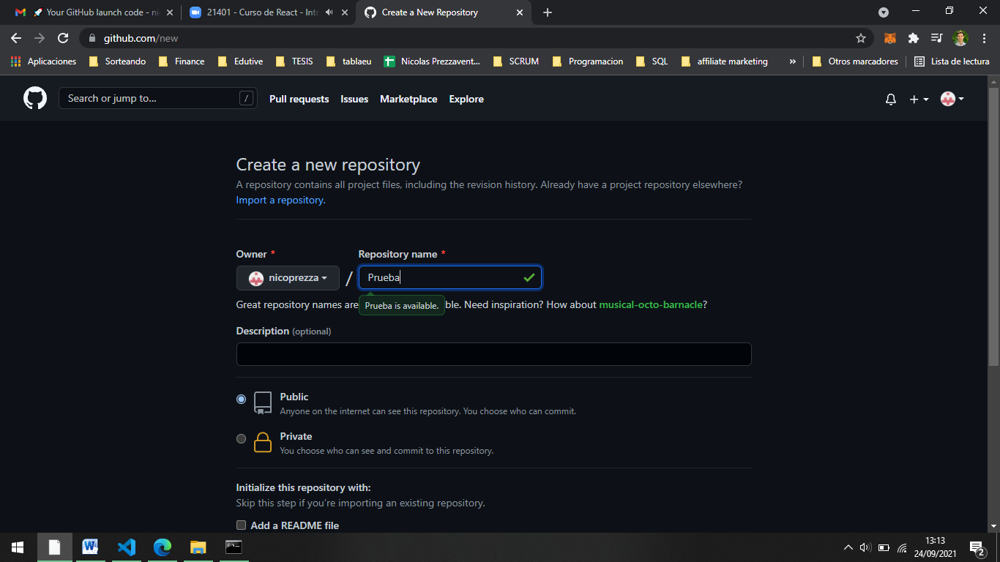 🚀 Your GitHub launch code - ni
21401 - Curso de React - Intr
Create a New Repository
github.com/new
Aplicaciones
Sorteando
Finance
Edutive
TESIS
tablaeu
Nicolas Prezzavent...
SCRUM
Programacion
SQL
affiliate marketing
»
Otros marcadores
Lista de lectura
Search or jump to...
/
Pull requests
Issues
Marketplace
Explore
Create a new repository
A repository contains all project files, including the revision history. Already have a project repository elsewhere?
Import a repository.
Owner *
Repository name *
nicoprezza
/
Prueba
Great repository names are
Prueba is available.
ble. Need inspiration? How about musical-octo-barnacle?
Description (optional)
Public
Anyone on the internet can see this repository. You choose who can commit.
Private
You choose who can see and commit to this repository.
Initialize this repository with:
Skip this step if you're importing an existing repository.
Add a README file
13:13
24/09/2021
2